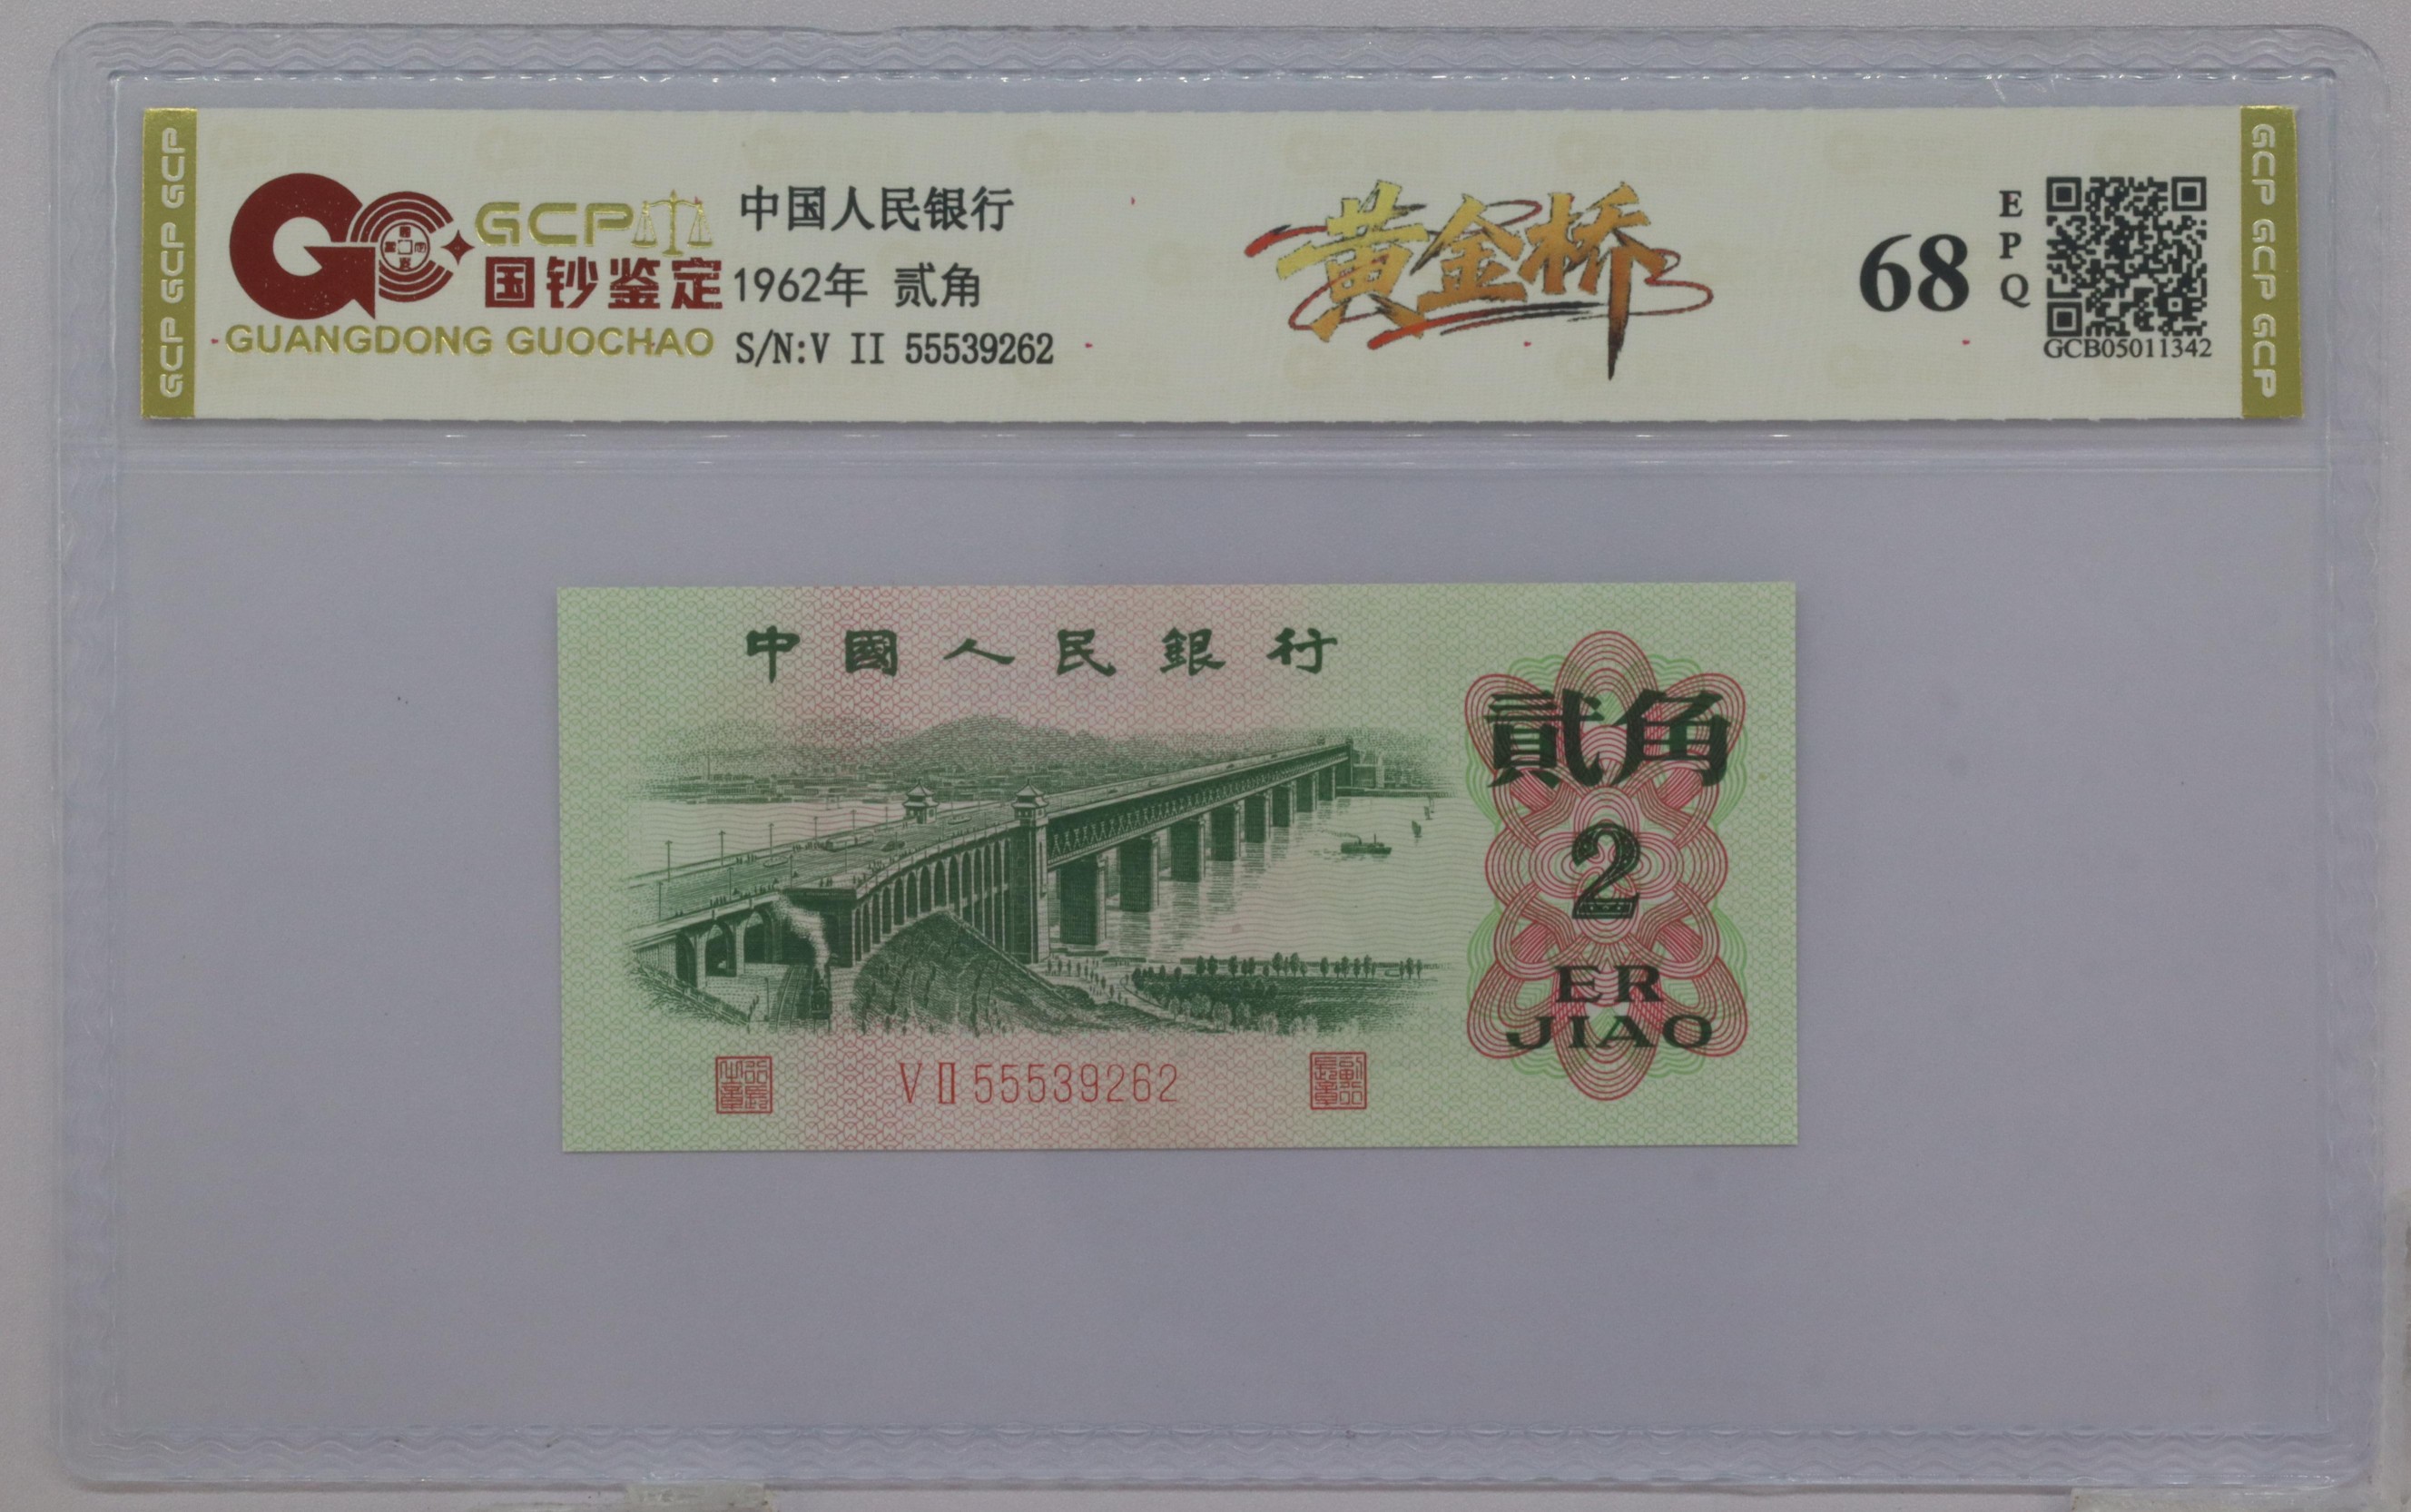 GCP GCP GCP
GCP
国钞鉴定
GUANGDONG GUOCHAO
中国人民银行
1962年 贰角
S/N:V II 55539262
黄金桥
68
EPQ
GCB05011342
GCP GCP GCP
中國人民銀行
貳角
2
ER
JIAO
V II 55539262